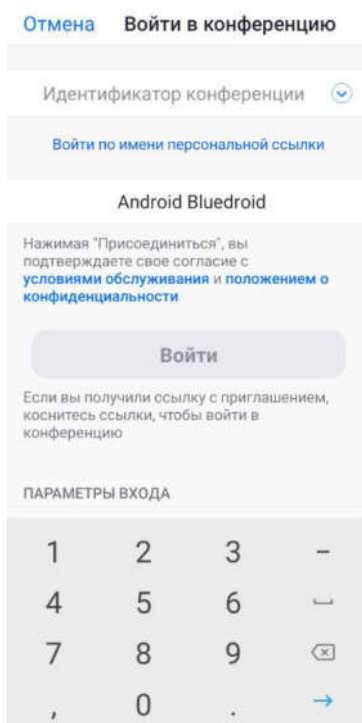 Отмена Войти в конференцию
Идентификатор конференции
Войти по имени персональной ссылки
Android Bluedroid
Нажимая "Присоединиться", вы
подтверждаете свое согласие с
условиями обслуживания и положением о
конфиденциальности
Войти
Если вы получили ссылку с приглашением,
коснитесь ссылки, чтобы войти в
конференцию
ПАРАМЕТРЫ ВХОДА
1 2 3 –
4 5 6
7 8 9
, 0 .